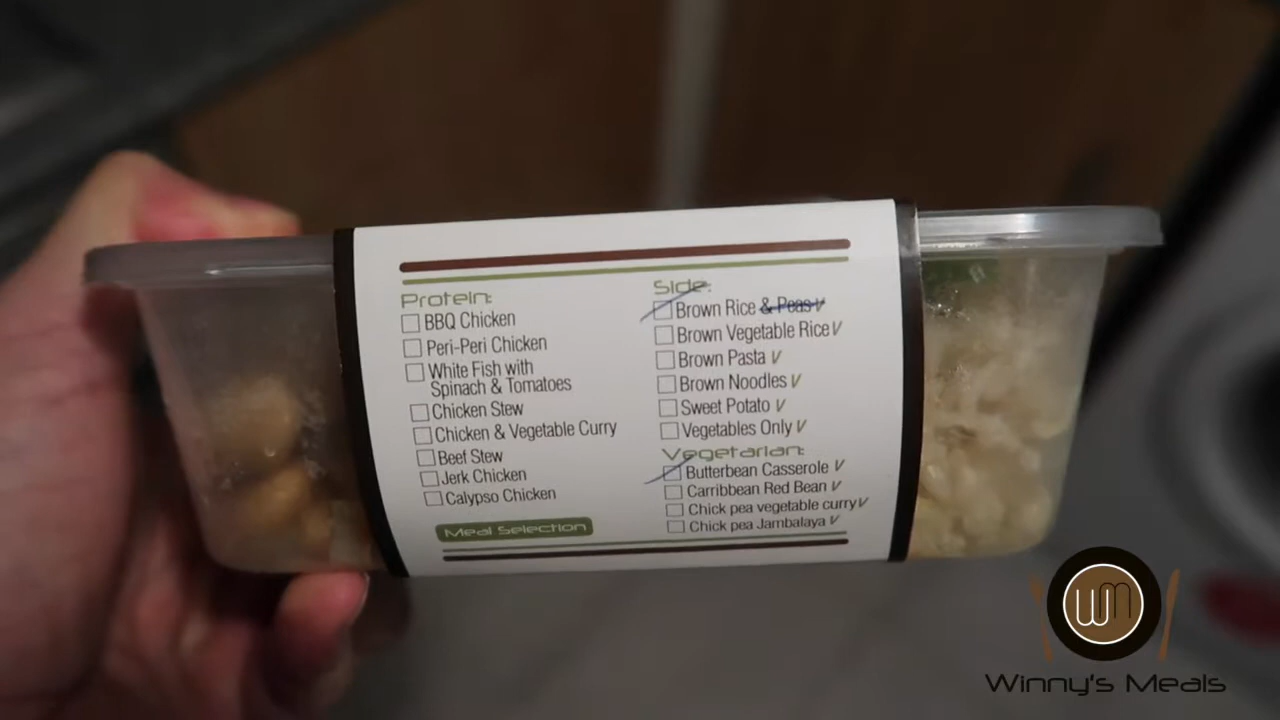 Protein:
BBQ Chicken
Peri-Peri Chicken
White Fish with
Spinach & Tomatoes
Chicken Stew
Chicken & Vegetable Curry
Beef Stew
Jerk Chicken
Calypso Chicken
Meal Selection
Side:
Brown Rice & Peas V
Brown Vegetable Rice V
Brown Pasta V
Brown Noodles V
Sweet Potato V
Vegetables Only V
Vegetarian:
Butterbean Casserole V
Carribbean Red Bean V
Chick pea vegetable curry V
Chick pea Jambalaya V
WM
Winny's Meals